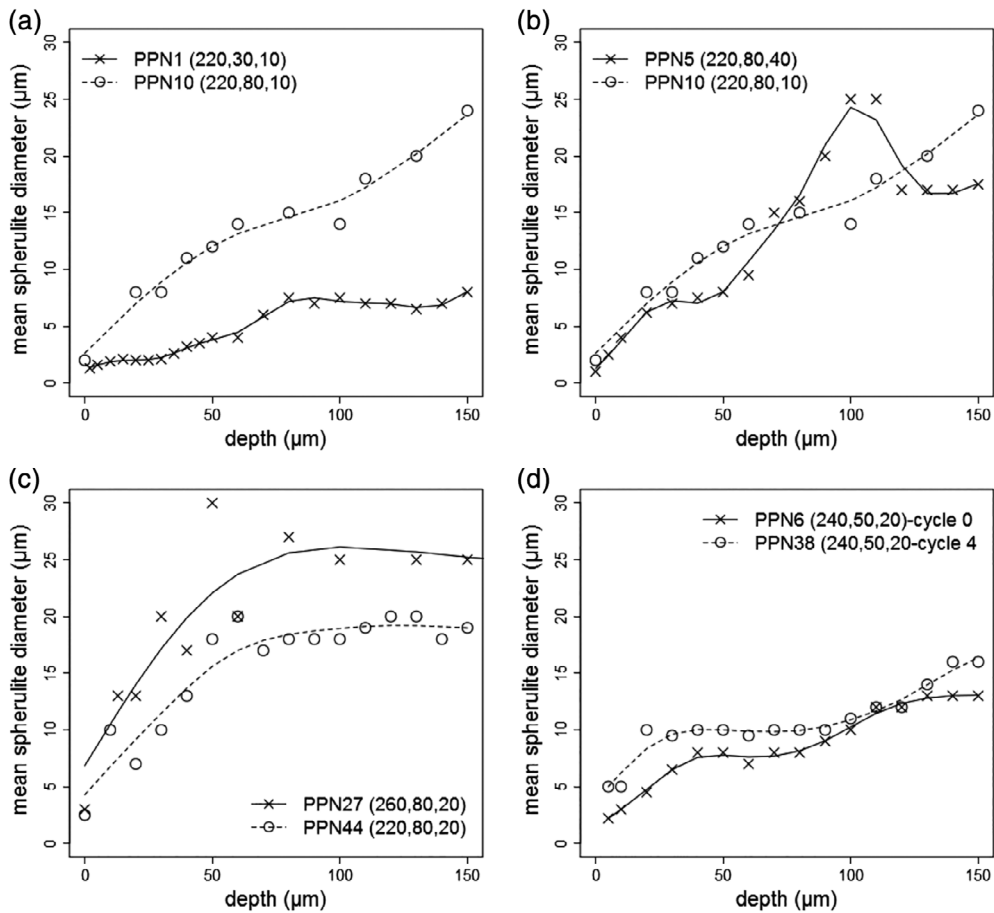 (a)
PPN1 (220,30,10)
PPN10 (220,80,10)
mean spherulite diameter (μm)
30
25
20
15
10
5
0
0 50 100 150
depth (μm)
(b)
PPN5 (220,80,40)
PPN10 (220,80,10)
mean spherulite diameter (μm)
30
25
20
15
10
5
0
0 50 100 150
depth (μm)
(c)
PPN27 (260,80,20)
PPN44 (220,80,20)
mean spherulite diameter (μm)
30
25
20
15
10
5
0
0 50 100 150
depth (μm)
(d)
PPN6 (240,50,20)-cycle 0
PPN38 (240,50,20-cycle 4
mean spherulite diameter (μm)
30
25
20
15
10
5
0
0 50 100 150
depth (μm)